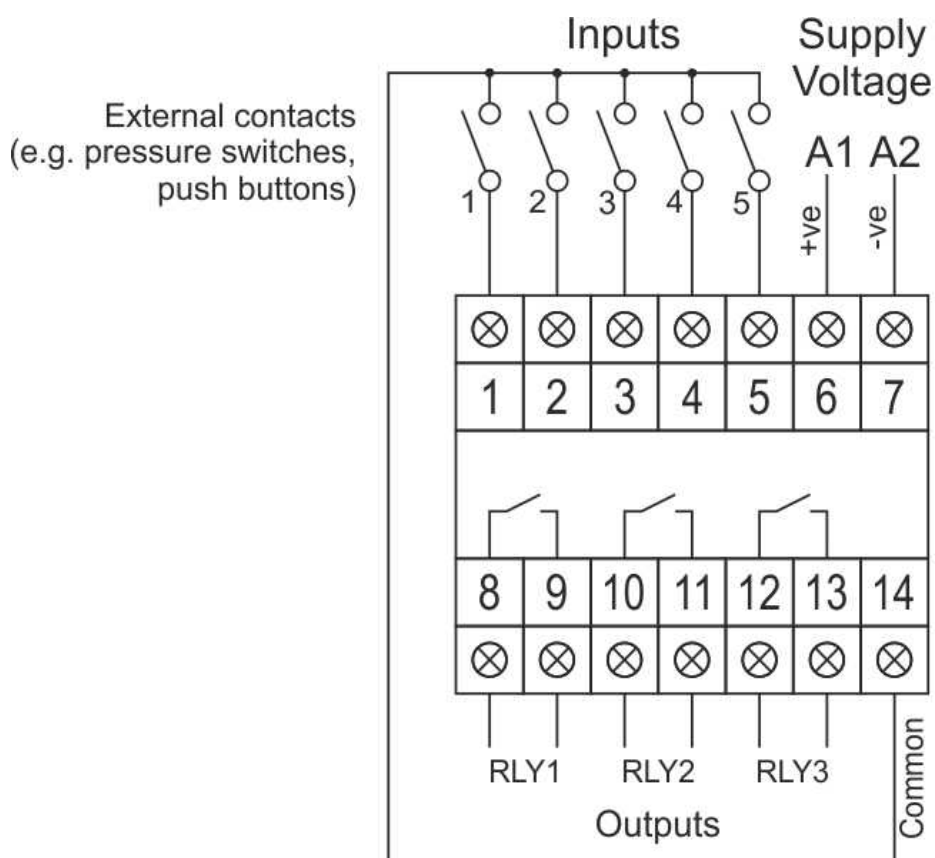 Inputs
Supply
Voltage
External contacts
(e.g. pressure switches,
push buttons)
A1 A2
1 2 3 4 5
+ve -ve
1 2 3 4 5 6 7
8 9 10 11 12 13 14
RLY1 RLY2 RLY3
Common
Outputs